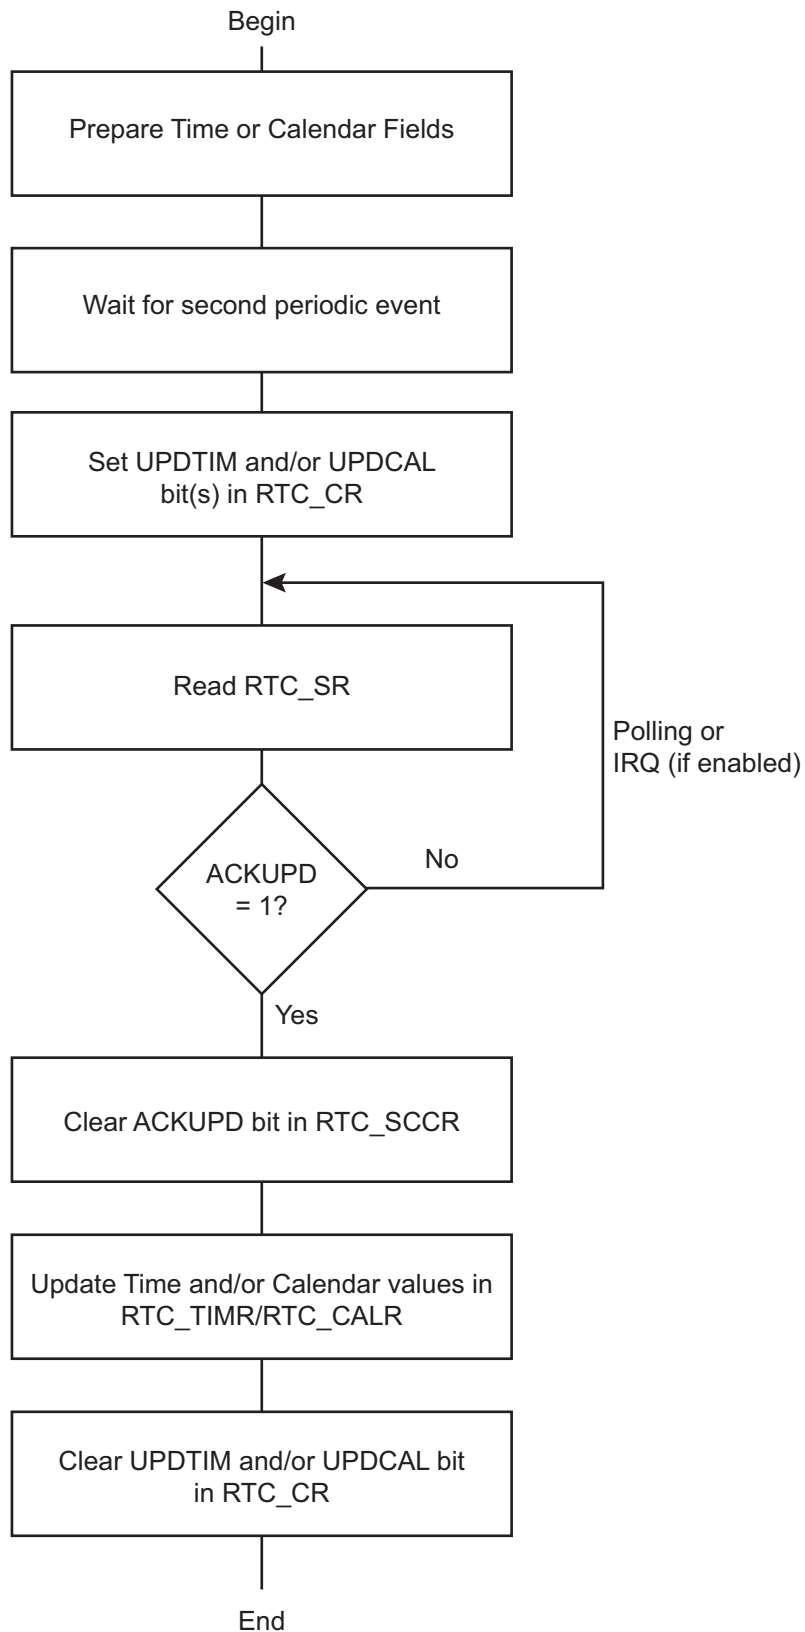 Begin
Prepare Time or Calendar Fields
Wait for second periodic event
Set UPDTIM and/or UPDCAL
bit(s) in RTC_CR
Read RTC_SR
Polling or
IRQ (if enabled)
ACKUPD
= 1?
No
Yes
Clear ACKUPD bit in RTC_SCCR
Update Time and/or Calendar values in
RTC_TIMR/RTC_CALR
Clear UPDTIM and/or UPDCAL bit
in RTC_CR
End